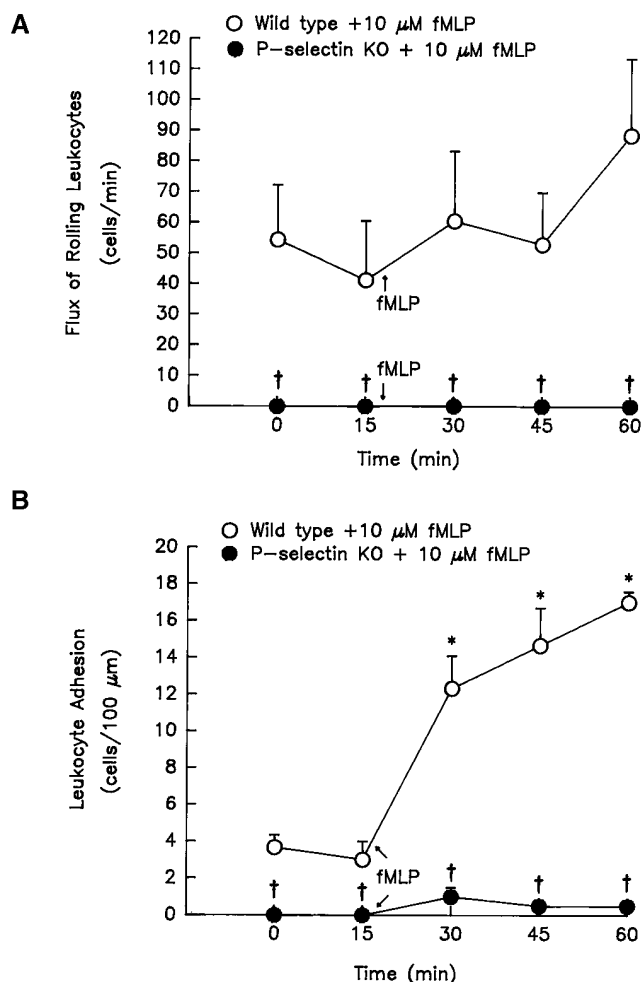 A
Wild type +10 µM fMLP
P-selectin KO + 10 µM fMLP
Flux of Rolling Leukocytes
(cells/min)
120
110
100
90
80
70
60
50
40
30
20
10
0
fMLP
fMLP
† † † † †
0 15 30 45 60
Time (min)
B
Wild type +10 µM fMLP
P-selectin KO + 10 µM fMLP
Leukocyte Adhesion
(cells/100 µm)
20
18
16
14
12
10
8
6
4
2
0
* * *
fMLP
† † † † †
0 15 30 45 60
Time (min)